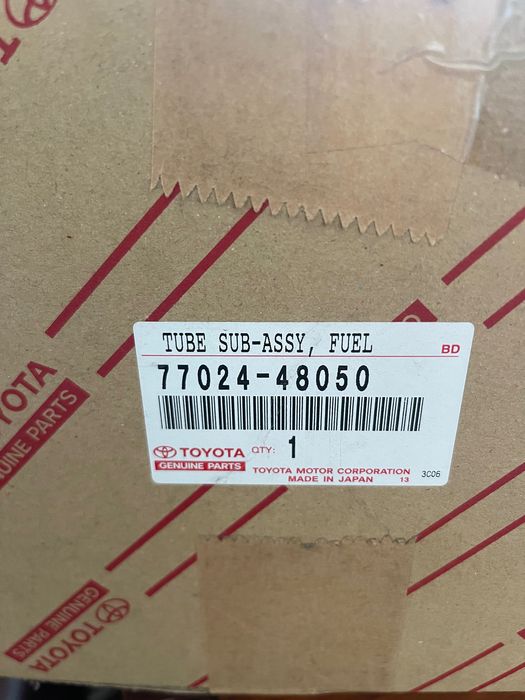 T
TUBE SUB-ASSY, FUEL
BD
77024-48050
TOYOTA QTY: 1
GENUINE PARTS
TOYOTA MOTOR CORPORATION
MADE IN JAPAN 13
3C06
TOYOTA
GENUINE PARTS
TOYOTA
GENUINE PARTS